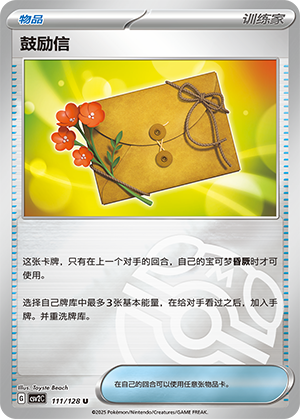 物品
训练家
鼓励信
这张卡牌，只有在上一个对手的回合，自己的宝可梦昏厥时才可
使用。
选择自己牌库中最多3张基本能量，在给对手看过之后，加入手
牌。并重洗牌库。
Illus. Toyste Beach
G CSV2C 111/128 U
在自己的回合可以使用任意张物品卡。
©2025 Pokémon/Nintendo/Creatures/GAME FREAK.